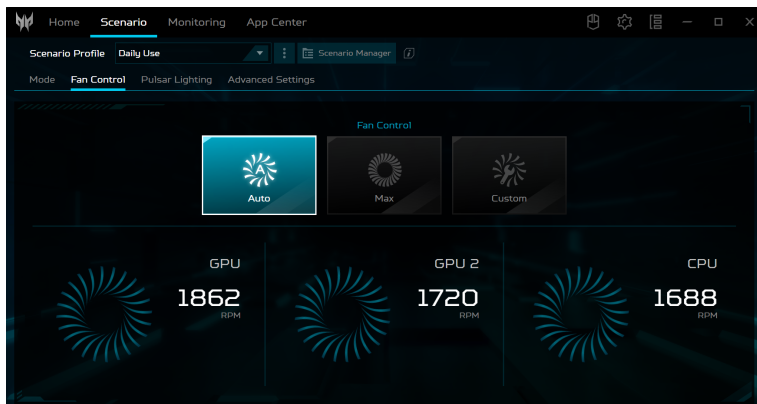 Home Scenario Monitoring App Center
Scenario Profile Daily Use Scenario Manager i
Mode Fan Control Pulsar Lighting Advanced Settings
Fan Control
A
Auto Max Custom
GPU GPU 2 CPU
1862 1720 1688
RPM RPM RPM